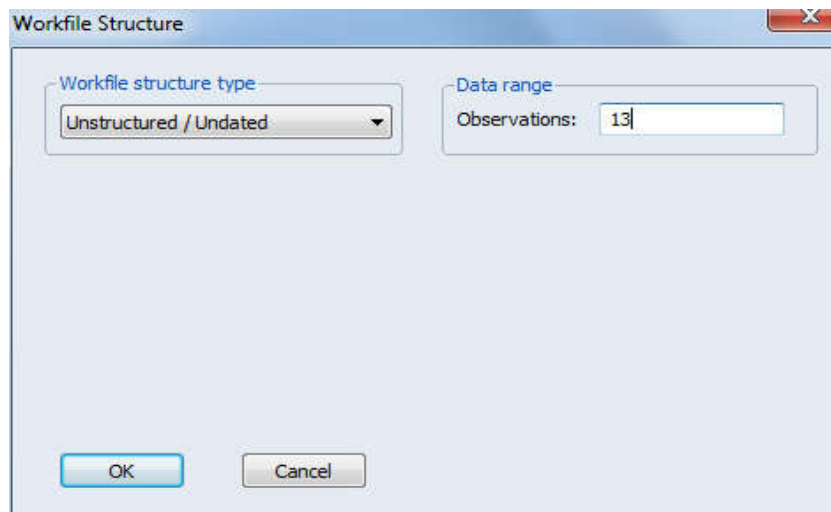 Workfile Structure
Workfile structure type
Unstructured / Undated
Data range
Observations: 13
OK Cancel